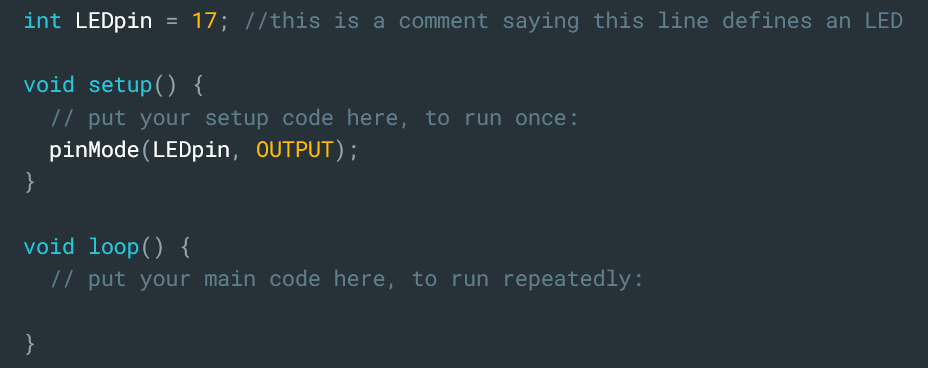 int LEDpin = 17; //this is a comment saying this line defines an LED
void setup() {
// put your setup code here, to run once:
pinMode(LEDpin, OUTPUT);
}
void loop() {
// put your main code here, to run repeatedly:
}